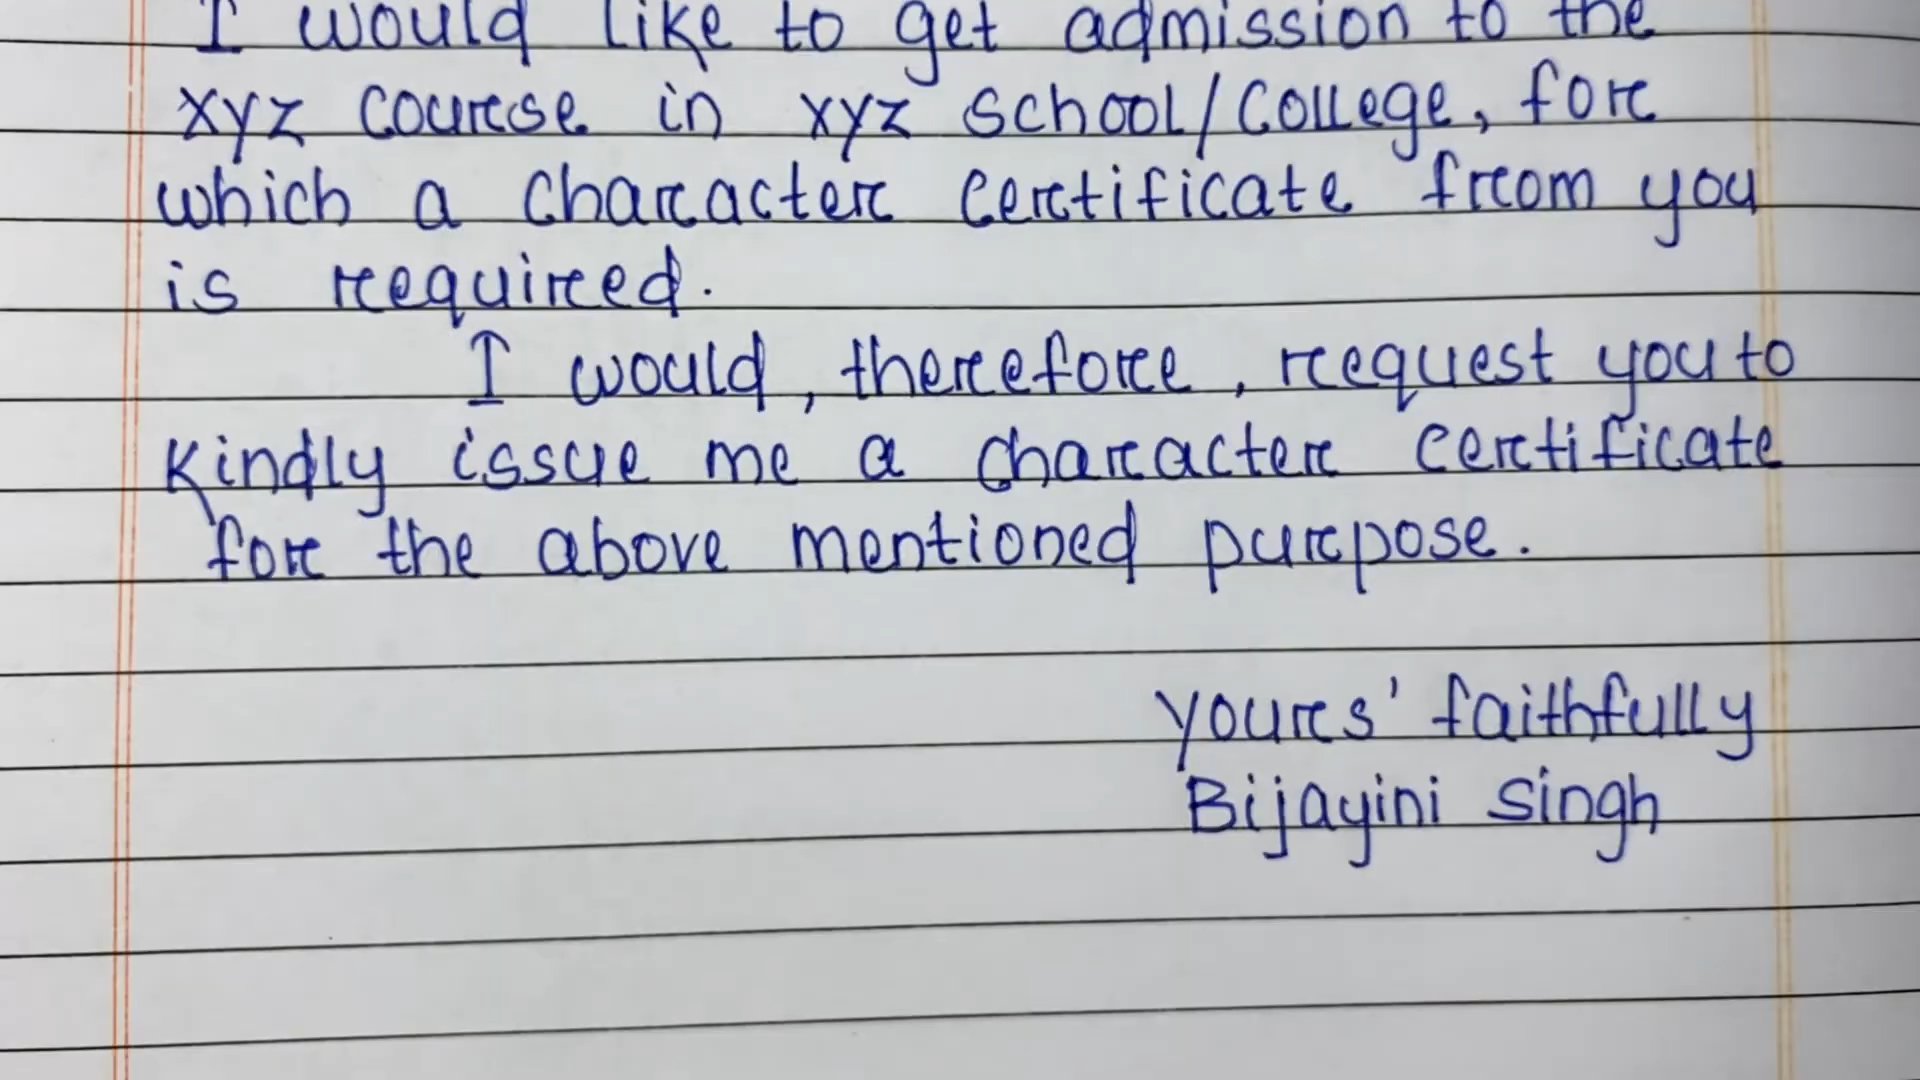 I would like to get admission to the
xyz course in xyz school/college, for
which a character certificate from you
is required.
I would, therefore, request you to
kindly issue me a character certificate
for the above mentioned purpose.
yours' faithfully
Bijayini singh